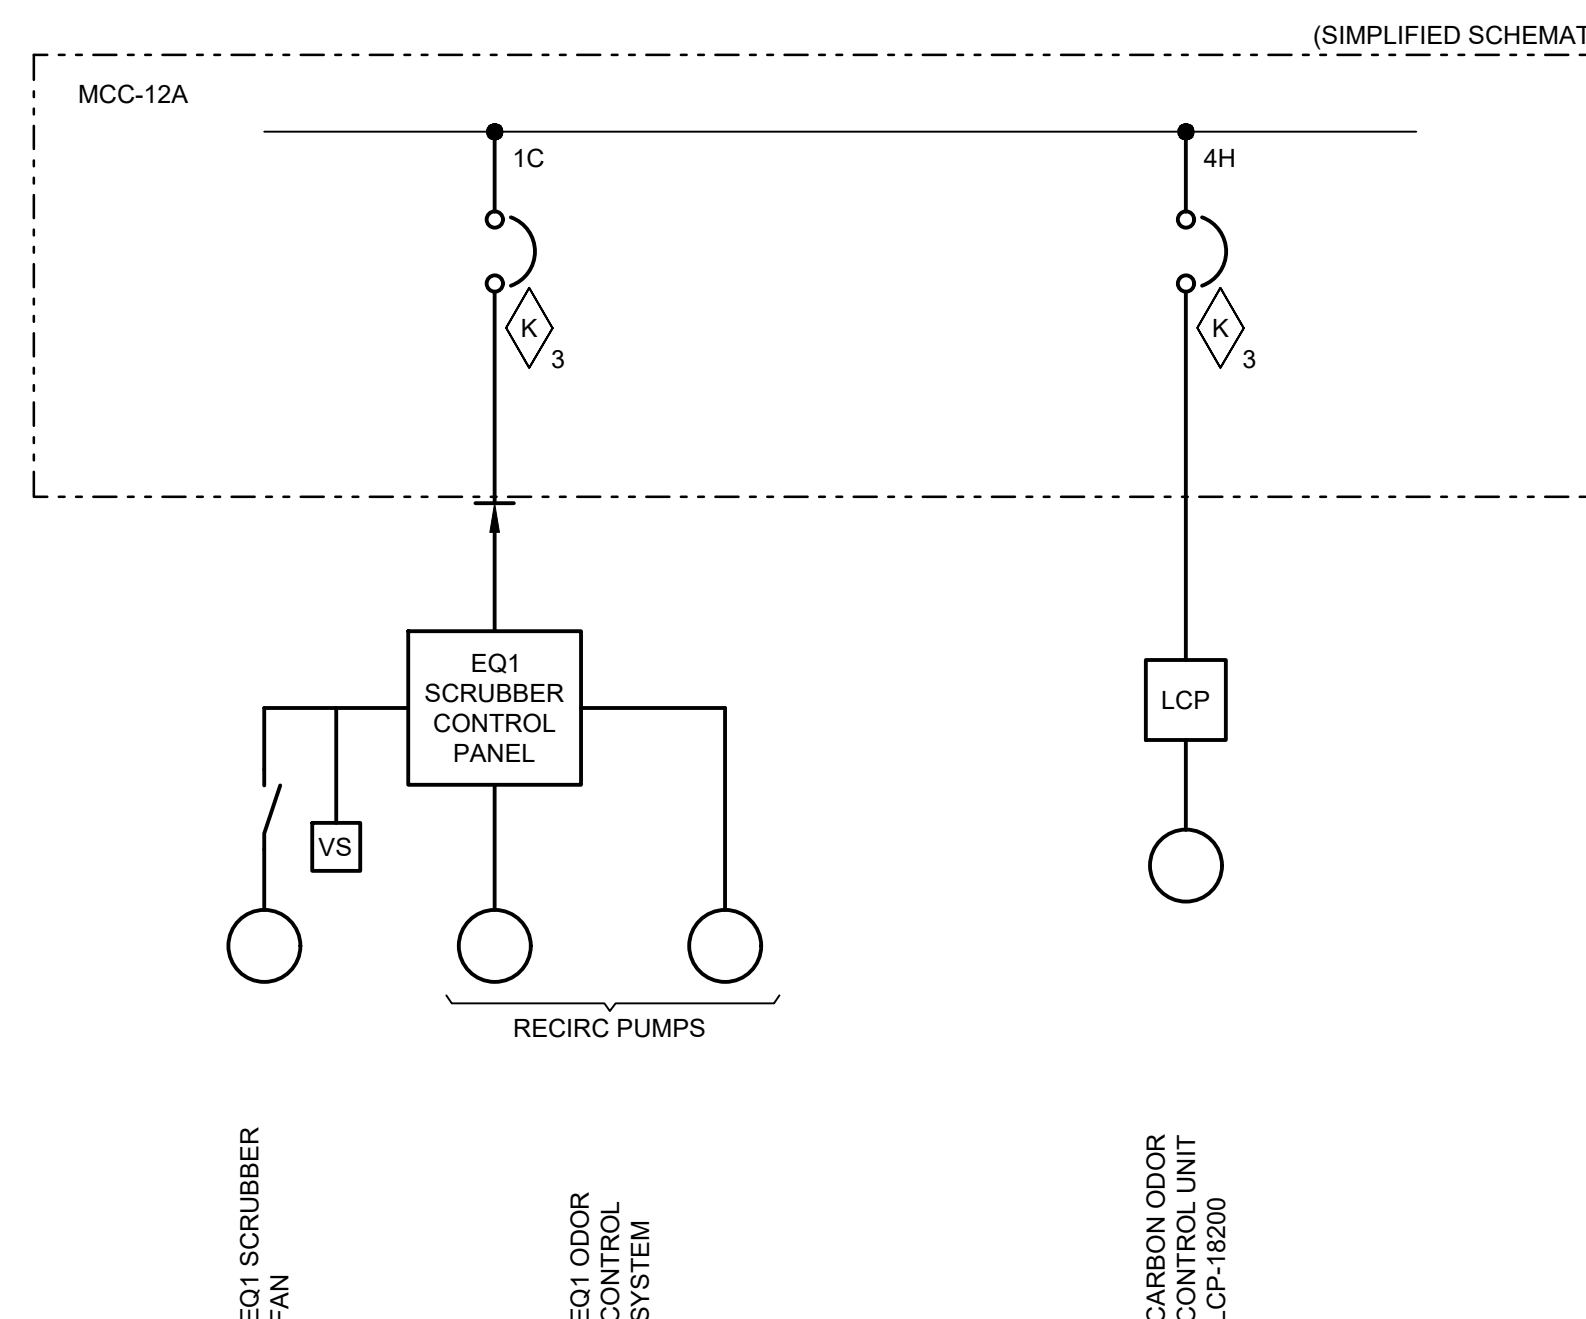 (SIMPLIFIED SCHEMAT
MCC-12A
1C
4H
K
3
K
3
EQ1
SCRUBBER
CONTROL
PANEL
LCP
VS
RECIRC PUMPS
EQ1 SCRUBBER
FAN
EQ1 ODOR
CONTROL
SYSTEM
CARBON ODOR
CONTROL UNIT
LCP-18200